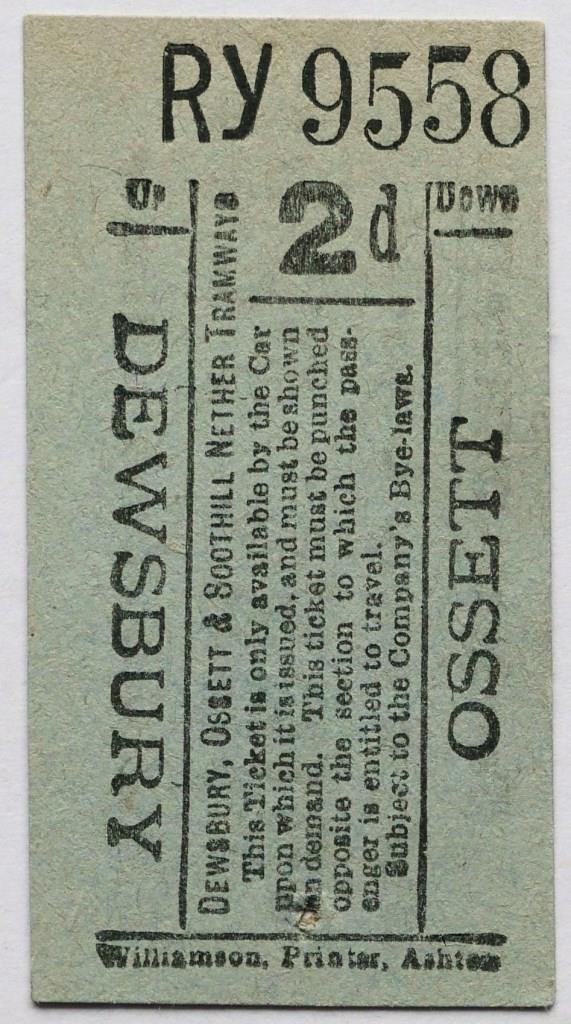 RY 9558
Up
DEWSBURY
DEWSBURY, OSSETT & SOOTHILL NETHER TRAMWAYS
2d
This Ticket is only available by the Car
upon which it is issued, and must be shown
on demand. This ticket must be punched
opposite the section to which the pass-
enger is entitled to travel.
Subject to the Company's Bye-laws.
Down
OSSETT
Williamson, Printer, Ashton